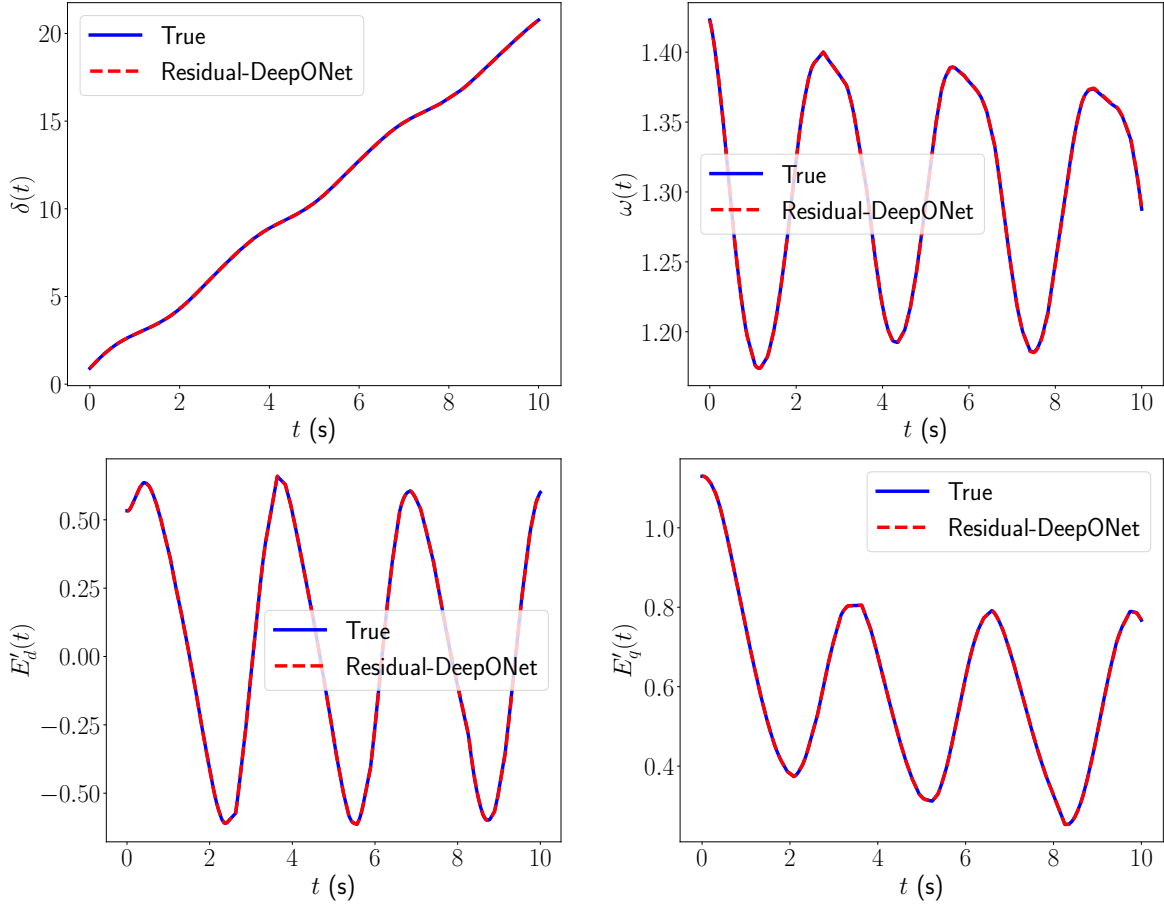 20
15
10
5
0
δ(t)
True
Residual-DeepONet
0 2 4 6 8 10
t (s)
1.40
1.35
1.30
1.25
1.20
ω(t)
True
Residual-DeepONet
0 2 4 6 8 10
t (s)
0.50
0.25
0.00
−0.25
−0.50
E′d(t)
True
Residual-DeepONet
0 2 4 6 8 10
t (s)
1.0
0.8
0.6
0.4
E′q(t)
True
Residual-DeepONet
0 2 4 6 8 10
t (s)